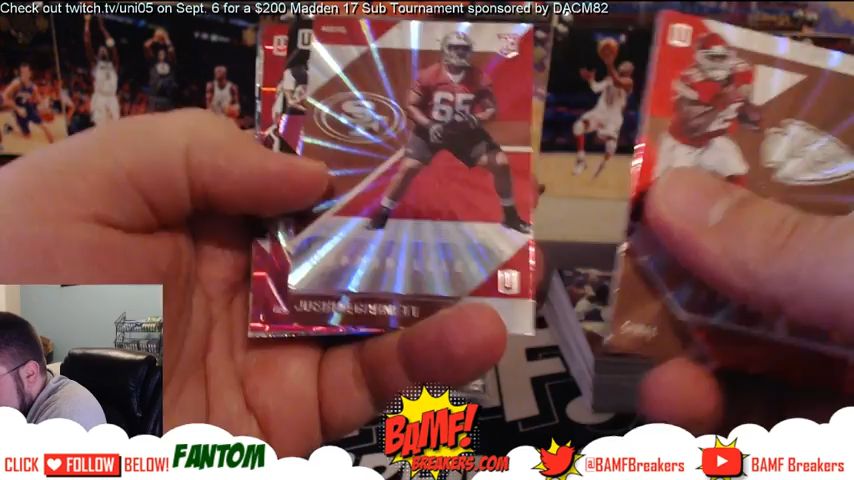 Check out twitch.tv/uni05 on Sept. 6 for a $200 Madden 17 Sub Tournament sponsored by DACM82
65
CLICK FOLLOW BELOW!
FANTOM
BAMF!
BREAKERS.COM
@BAMFBreakers
BAMF Breakers